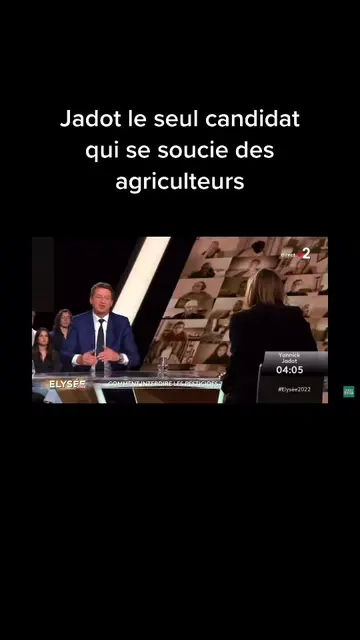 Jadot le seul candidat
qui se soucie des
agriculteurs
direct 2
Yannick
Jadot
04:05
#Elysée2022
ELYSÉE
COMMENT INTERDIRE LES PESTICIDES ?